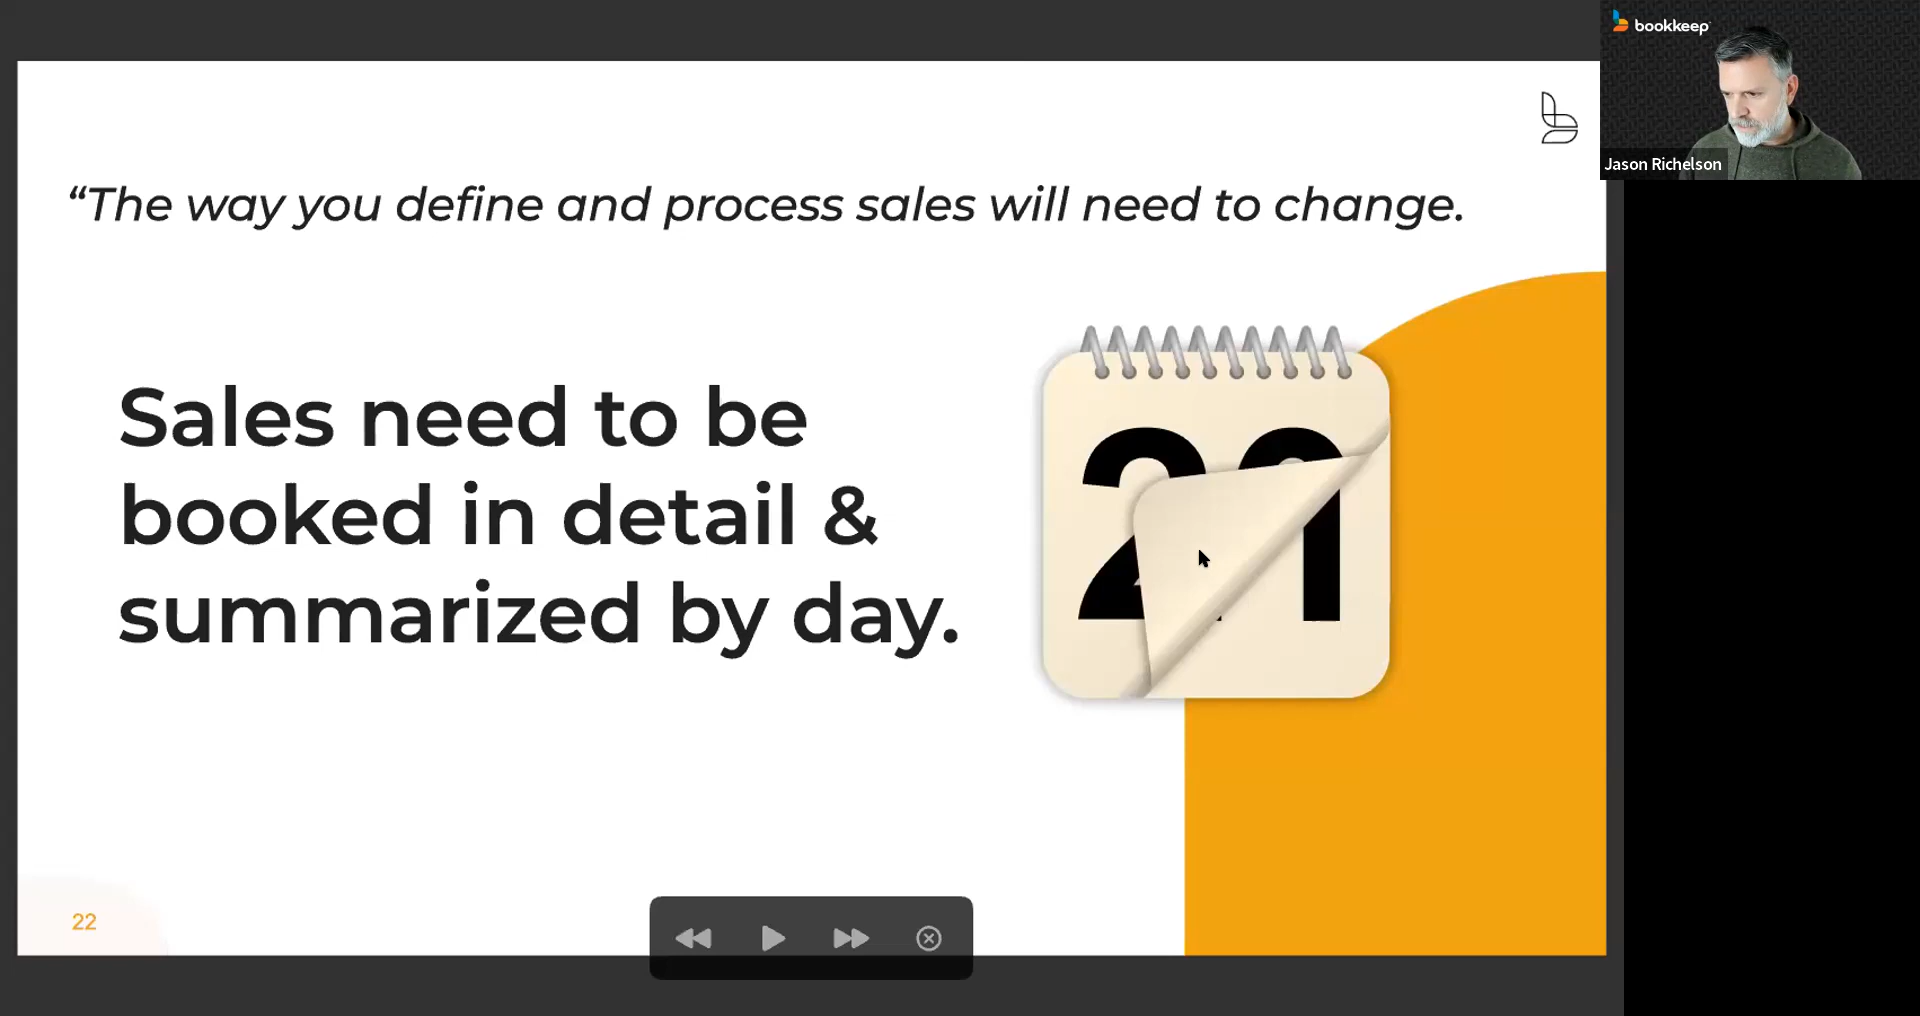 bookkeep
Jason Richelson
“The way you define and process sales will need to change.
Sales need to be
booked in detail &
summarized by day.
22